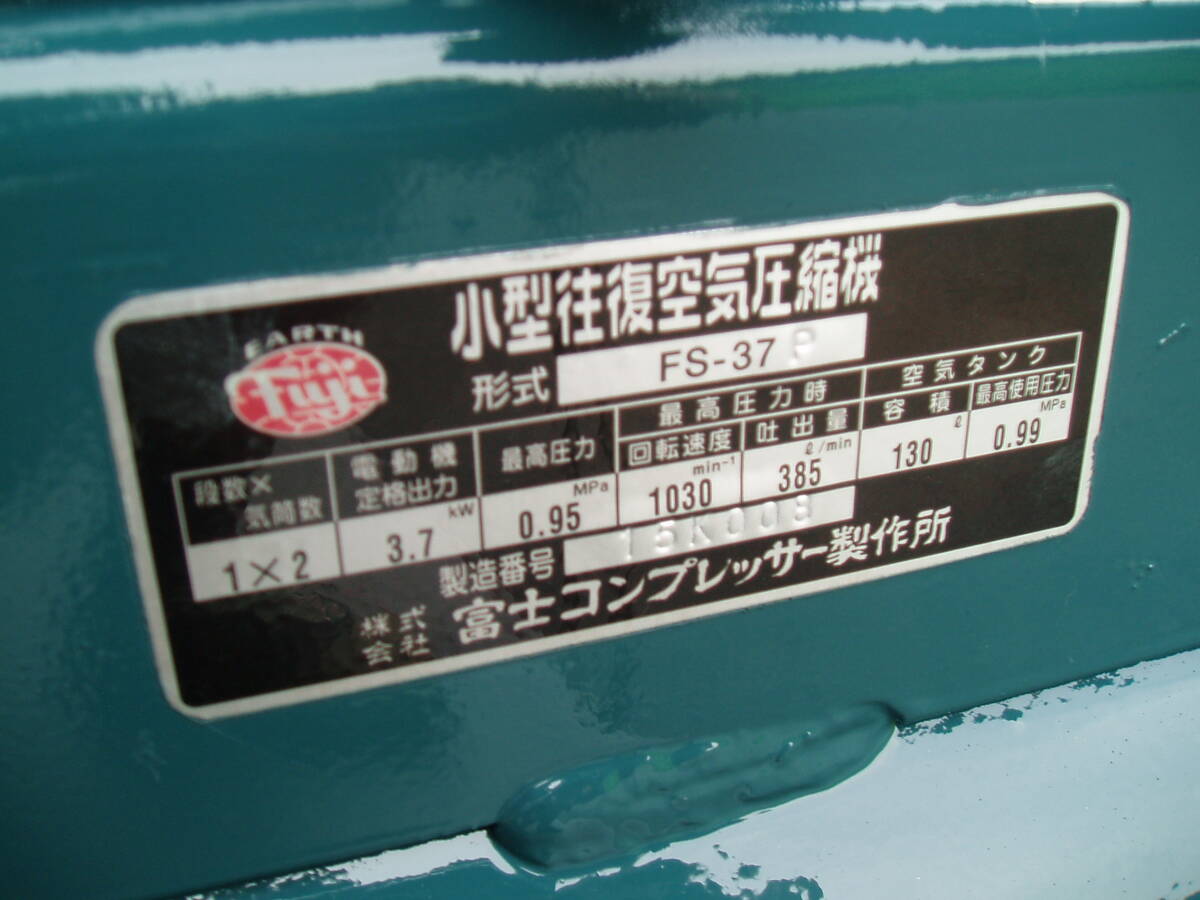 小型往復空気圧縮機
EARTH
Fuji
形式 FS-37P
段数×気筒数
電動機定格出力
最高圧力
最高圧力時
空気タンク
回転速度
吐出量
容積
最高使用圧力
1×2
3.7 kW
0.95 MPa
1030 min-1
385 ℓ/min
130 ℓ
0.99 MPa
製造番号 15K008
株式会社 富士コンプレッサー製作所